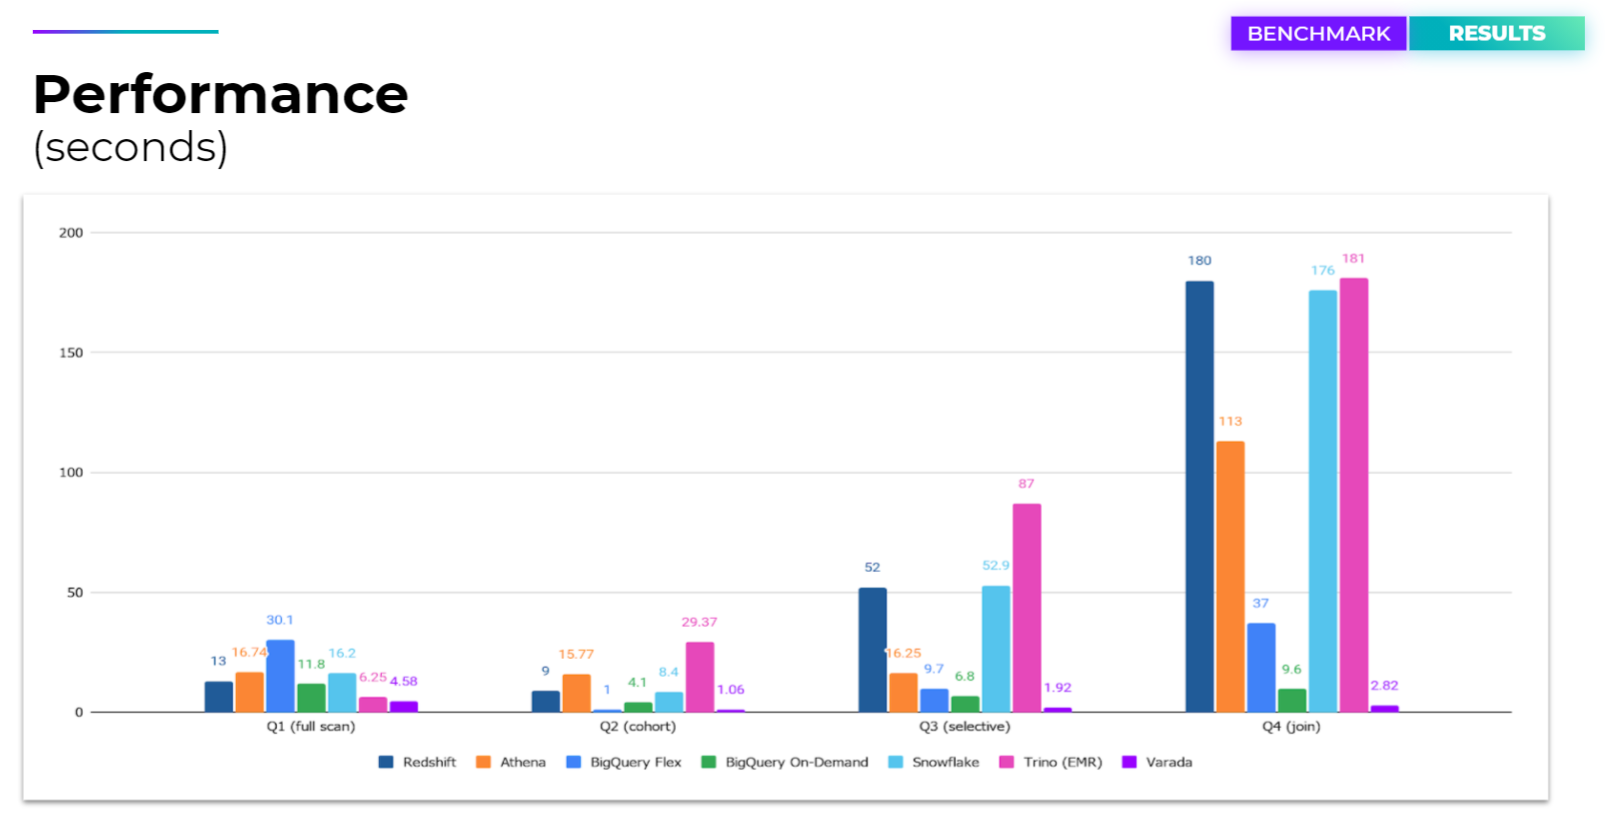 BENCHMARK RESULTS
Performance
(seconds)
200
150
100
50
0
13 16.74 30.1 11.8 16.2 6.25 4.58
9 15.77 1 4.1 8.4 29.37 1.06
52 16.25 9.7 6.8 52.9 87 1.92
180 113 37 9.6 176 181 2.82
Q1 (full scan) Q2 (cohort) Q3 (selective) Q4 (join)
Redshift Athena BigQuery Flex BigQuery On-Demand Snowflake Trino (EMR) Varada